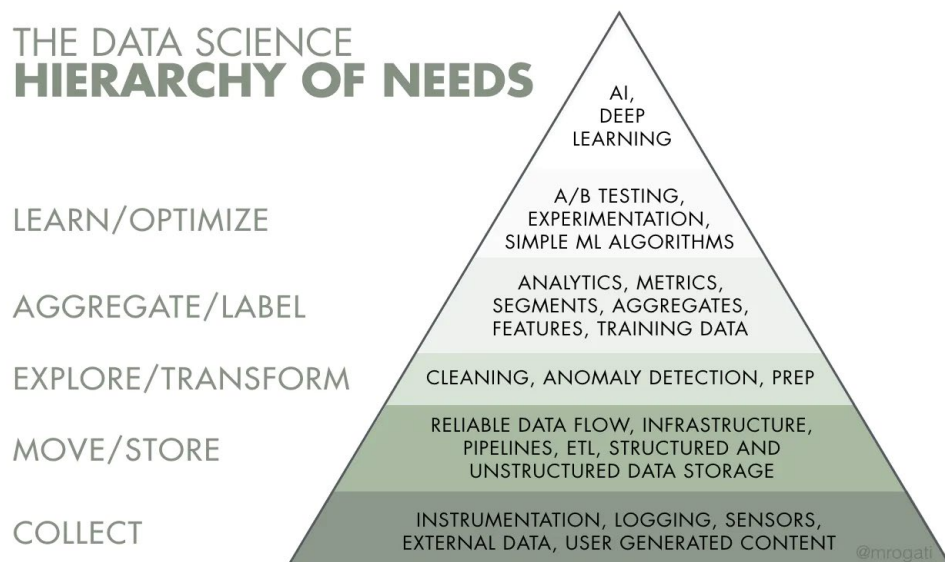 THE DATA SCIENCE
HIERARCHY OF NEEDS
AI,
DEEP
LEARNING
LEARN/OPTIMIZE
A/B TESTING,
EXPERIMENTATION,
SIMPLE ML ALGORITHMS
AGGREGATE/LABEL
ANALYTICS, METRICS,
SEGMENTS, AGGREGATES,
FEATURES, TRAINING DATA
EXPLORE/TRANSFORM
CLEANING, ANOMALY DETECTION, PREP
MOVE/STORE
RELIABLE DATA FLOW, INFRASTRUCTURE,
PIPELINES, ETL, STRUCTURED AND
UNSTRUCTURED DATA STORAGE
COLLECT
INSTRUMENTATION, LOGGING, SENSORS,
EXTERNAL DATA, USER GENERATED CONTENT
@mrogati